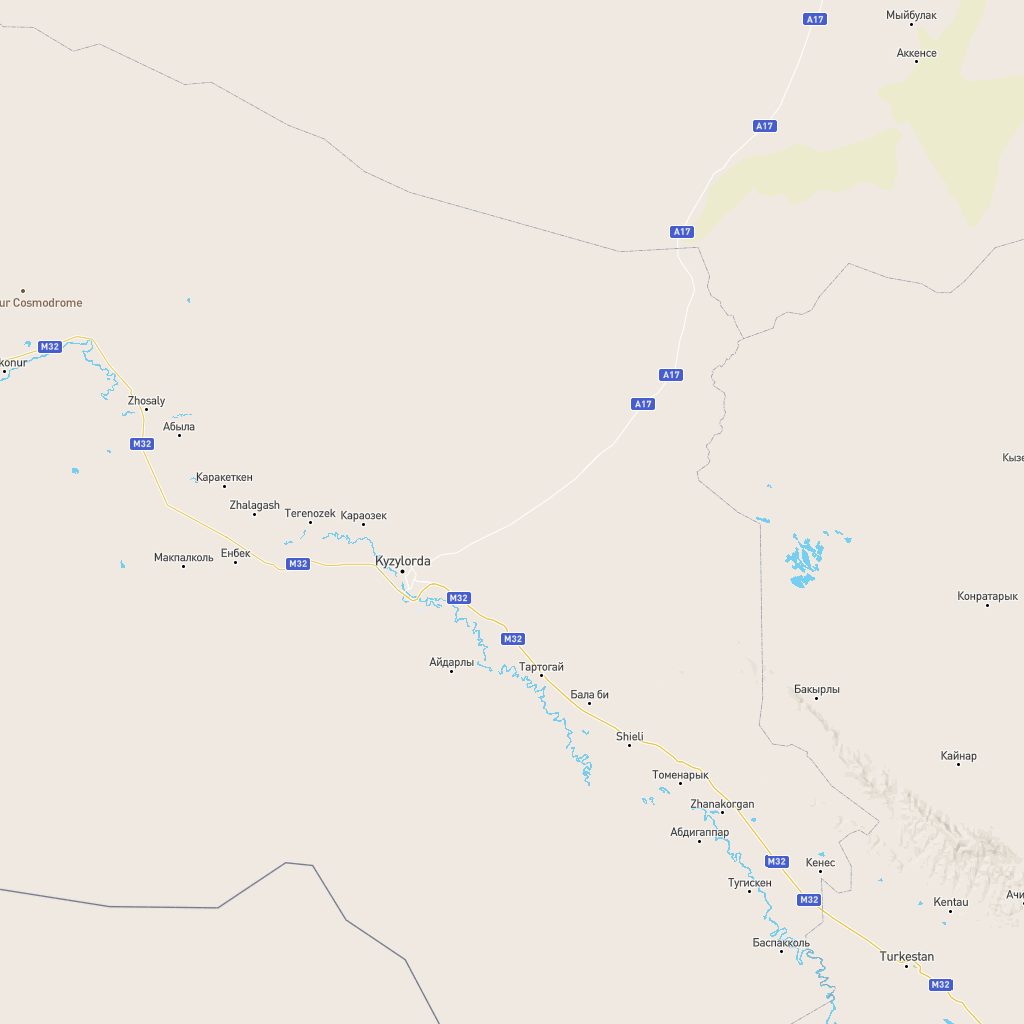 A17
Мыйбулак
Аккенсе
A17
A17
ur Cosmodrome
M32
konur
A17
A17
Zhosaly
Абыла
M32
Кызе
Каракеткен
Zhalagash
Terenozek
Караозек
Енбек
Макпалколь
M32
Kyzylorda
M32
Конратарык
M32
Айдарлы
Тартогай
Бала би
Бакырлы
Shieli
Кайнар
Томенарык
Zhanakorgan
Абдигаппар
M32
Кенес
Тугискен
M32
Kentau
Ачи
Баспакколь
Turkestan
M32